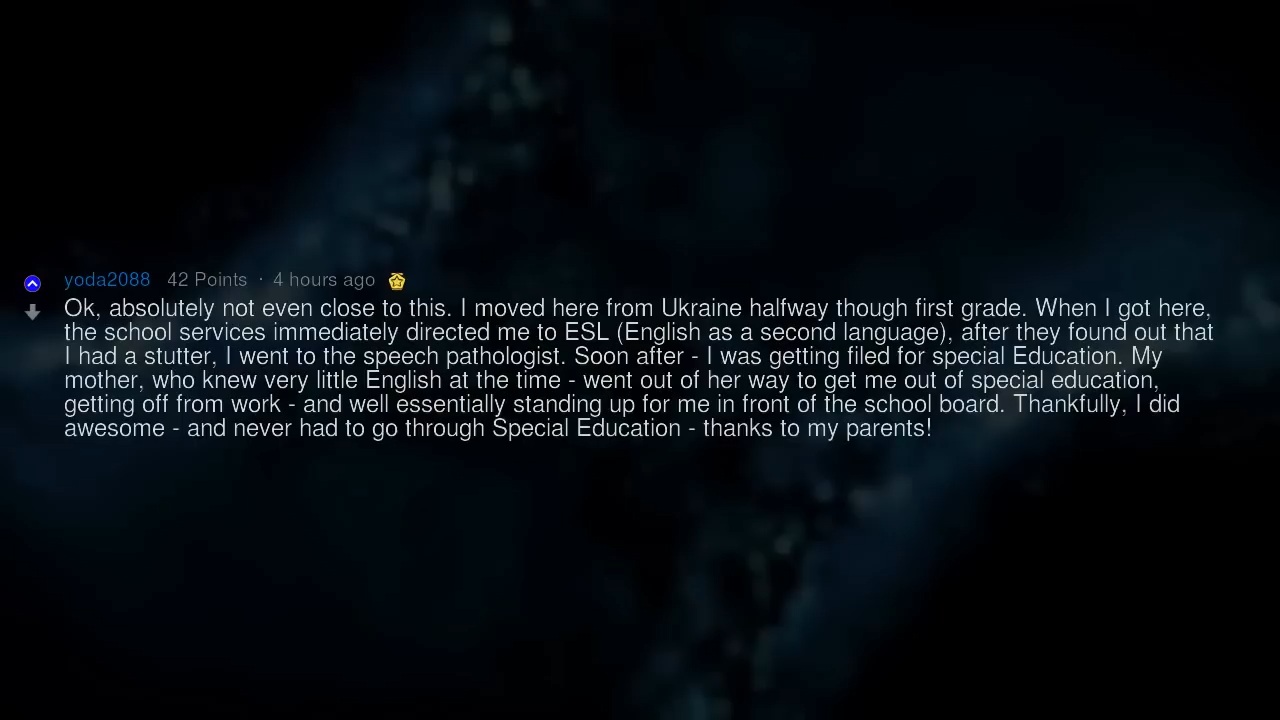 yoda2088 42 Points · 4 hours ago
Ok, absolutely not even close to this. I moved here from Ukraine halfway though first grade. When I got here,
the school services immediately directed me to ESL (English as a second language), after they found out that
I had a stutter, I went to the speech pathologist. Soon after - I was getting filed for special Education. My
mother, who knew very little English at the time - went out of her way to get me out of special education,
getting off from work - and well essentially standing up for me in front of the school board. Thankfully, I did
awesome - and never had to go through Special Education - thanks to my parents!